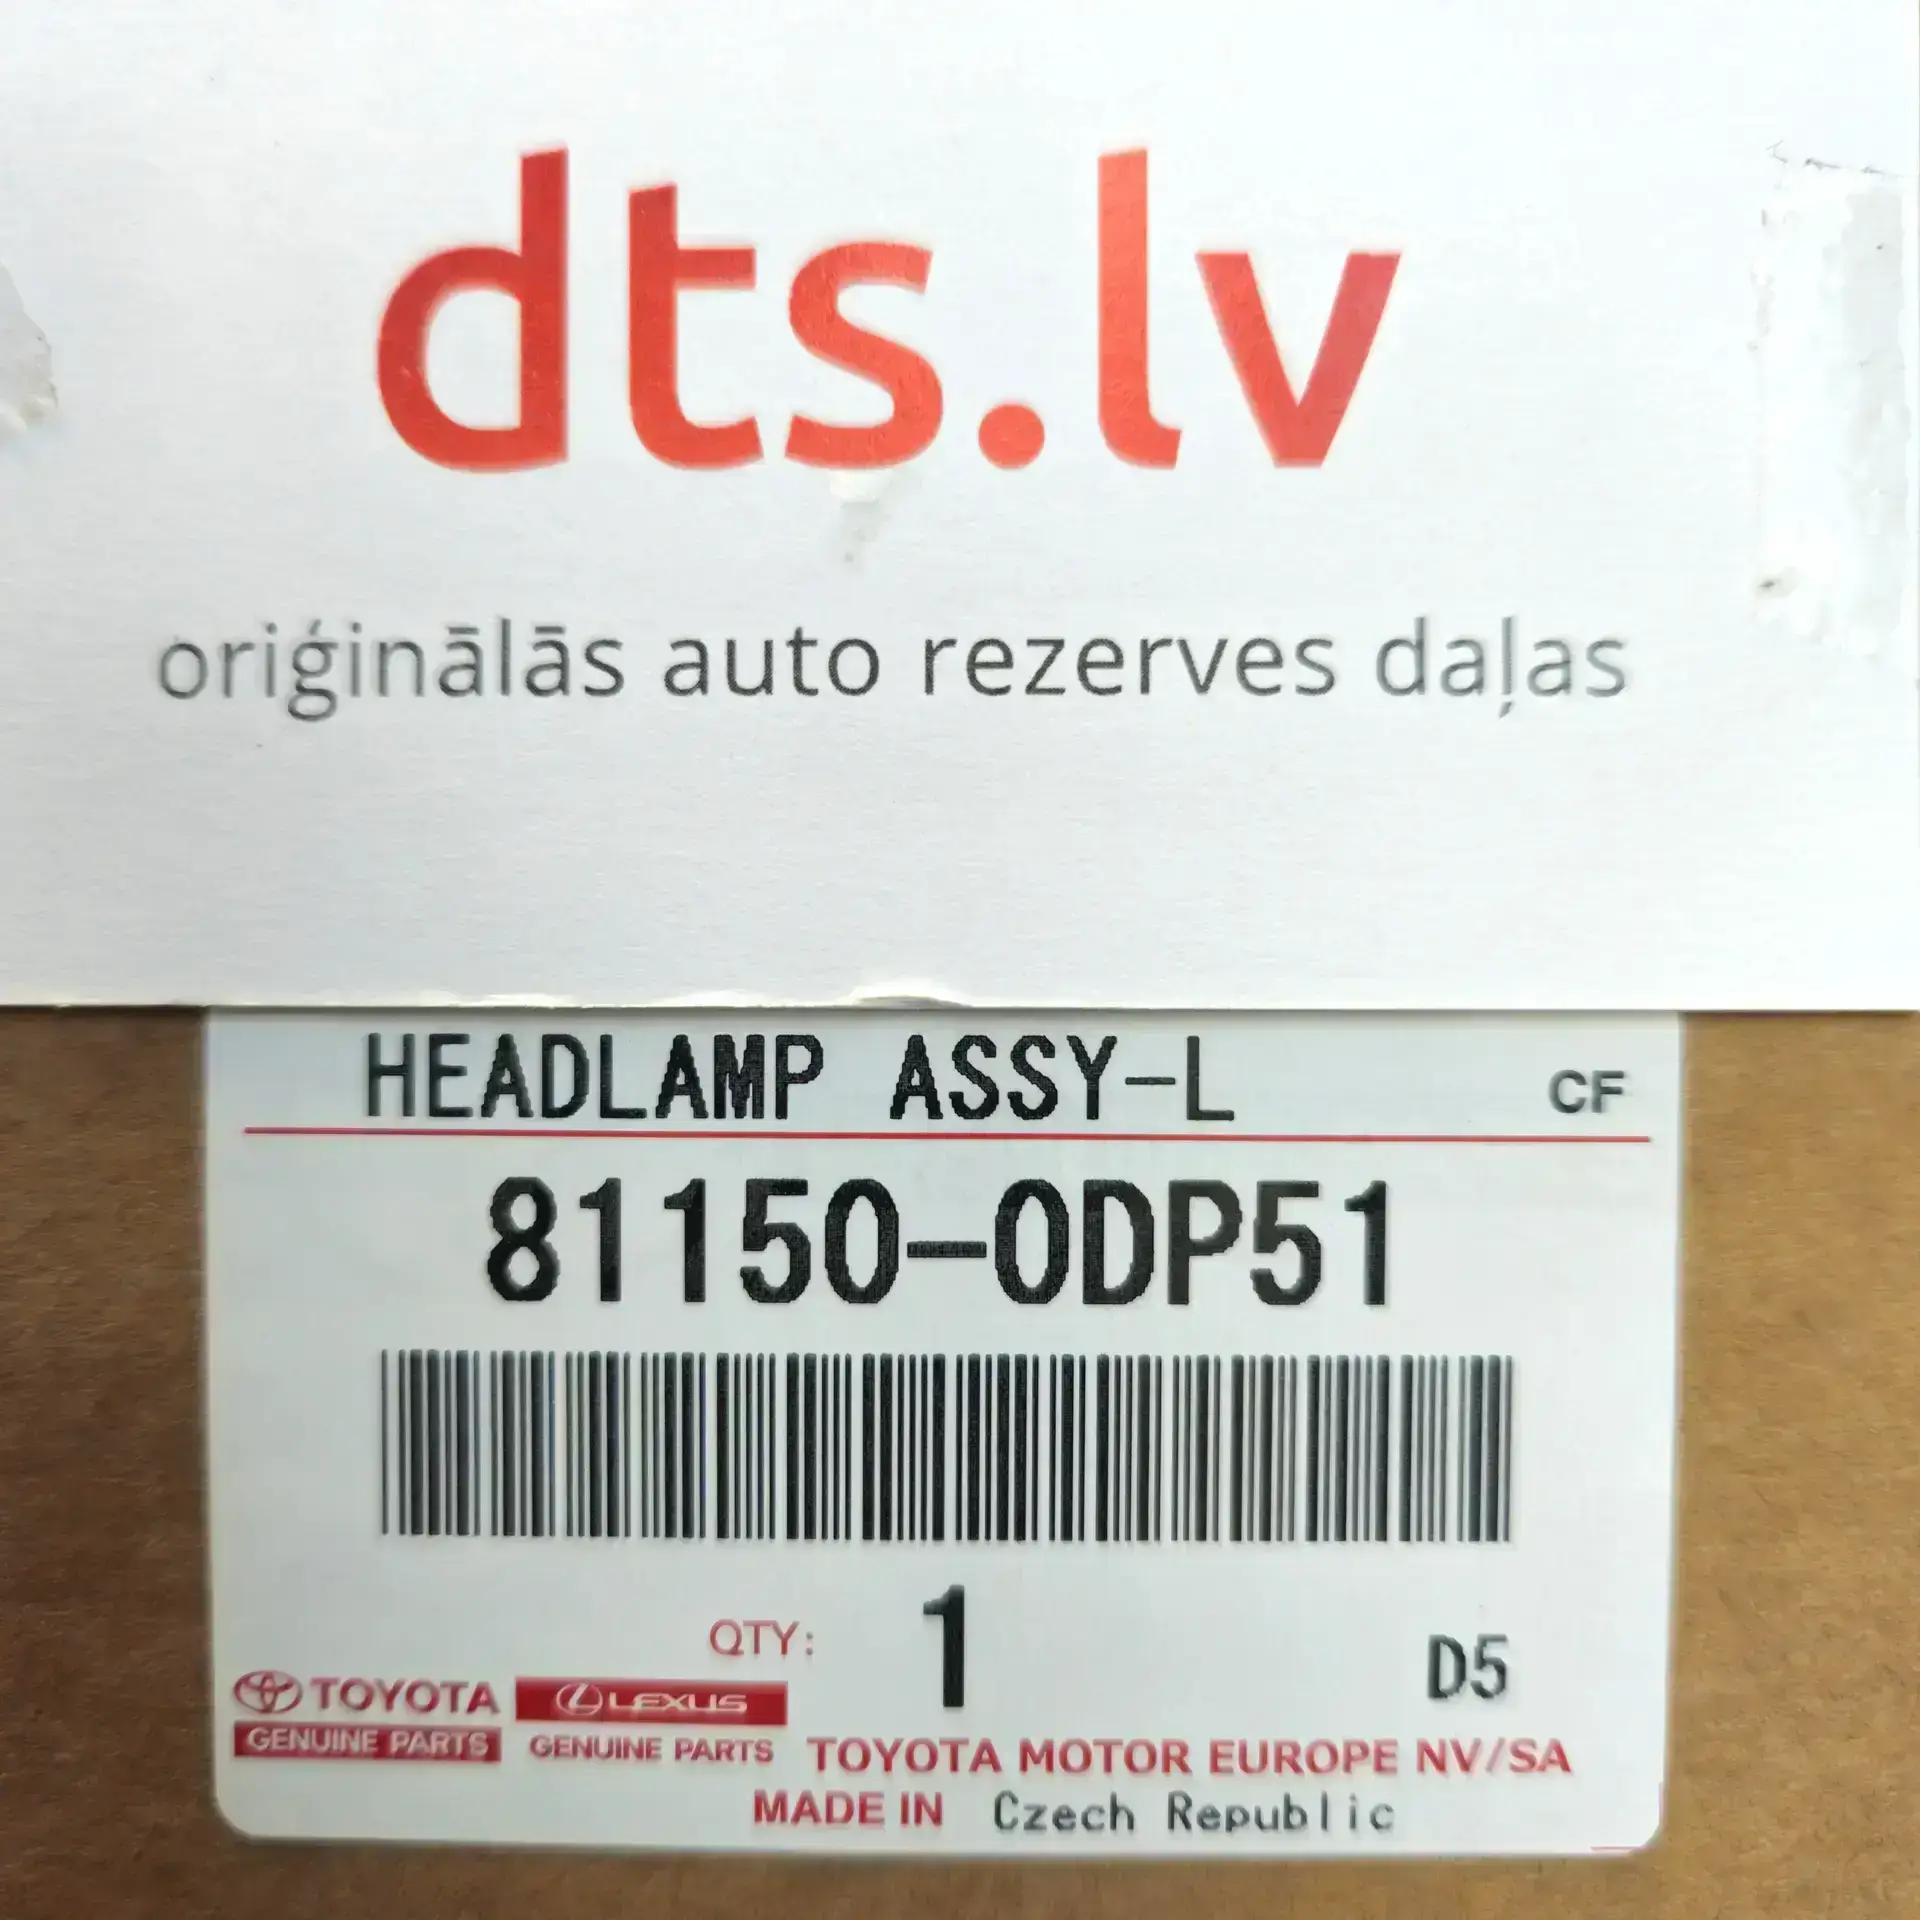 dts.lv
oriģinālās auto rezerves daļas
HEADLAMP ASSY-L CF
81150-0DP51
QTY: 1 D5
TOYOTA LEXUS
GENUINE PARTS GENUINE PARTS TOYOTA MOTOR EUROPE NV/SA
MADE IN Czech Republic